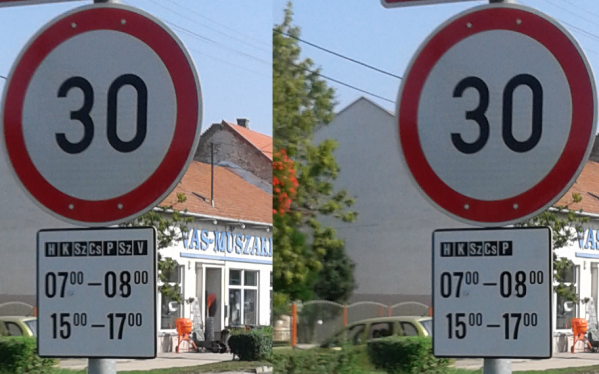 30
H K Sz Cs P Sz V
07⁰⁰ – 08⁰⁰
15⁰⁰ – 17⁰⁰
VAS-MŰSZAKI
30
H K Sz Cs P
07⁰⁰ – 08⁰⁰
15⁰⁰ – 17⁰⁰